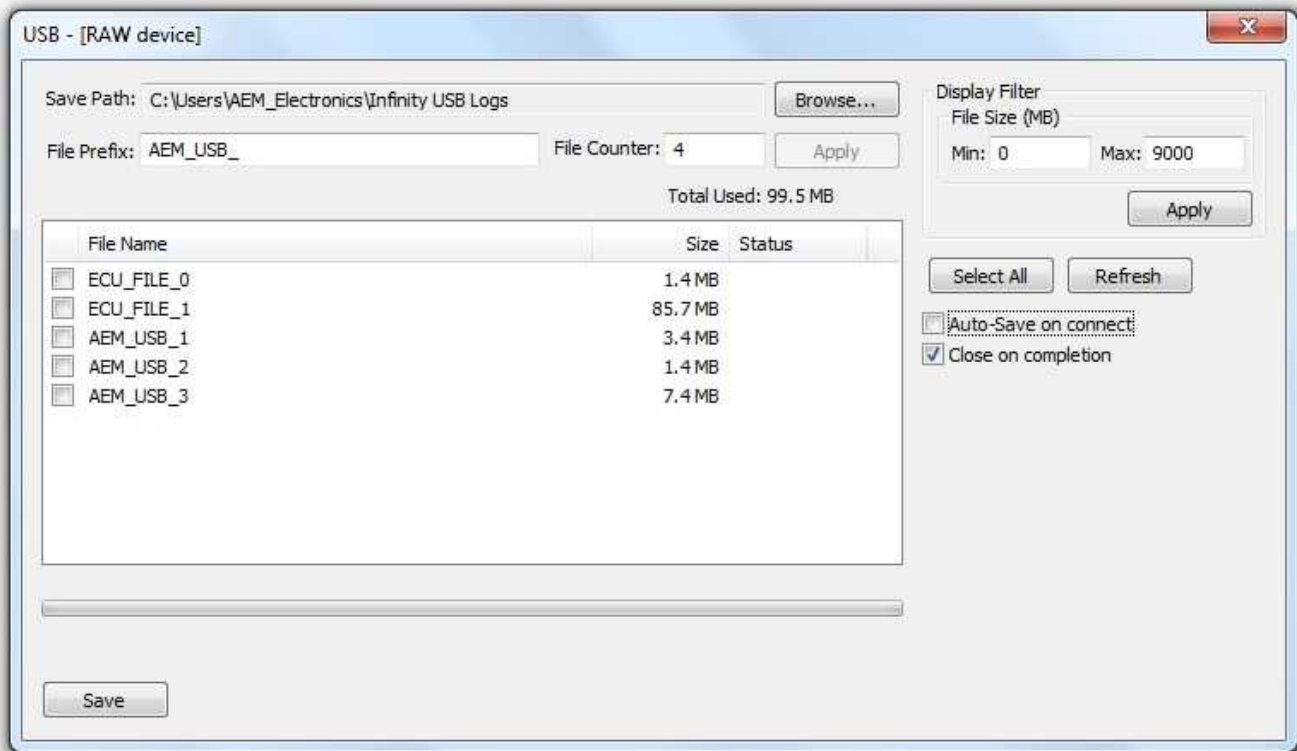 USB - [RAW device]
Save Path: C:\Users\AEM_Electronics\Infinity USB Logs Browse...
File Prefix: AEM_USB_ File Counter: 4 Apply
Total Used: 99.5 MB
File Name Size Status
ECU_FILE_0 1.4 MB
ECU_FILE_1 85.7 MB
AEM_USB_1 3.4 MB
AEM_USB_2 1.4 MB
AEM_USB_3 7.4 MB
Save
Display Filter
File Size (MB)
Min: 0 Max: 9000
Apply
Select All Refresh
Auto-Save on connect
Close on completion